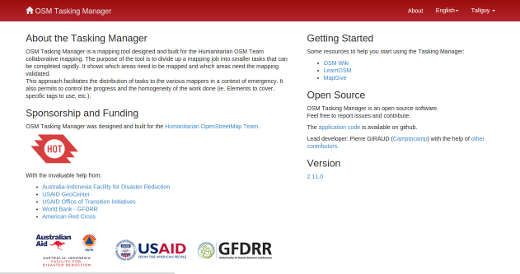 OSM Tasking Manager
About English Taliguy
About the Tasking Manager
OSM Tasking Manager is a mapping tool designed and built for the Humanitarian OSM Team
collaborative mapping. The purpose of the tool is to divide up a mapping job into smaller tasks that can
be completed rapidly. It shows which areas need to be mapped and which areas need the mapping
validated.
This approach facilitates the distribution of tasks to the various mappers in a context of emergency. It
also permits to control the progress and the homogeneity of the work done (ie. Elements to cover,
specific tags to use, etc.).
Sponsorship and Funding
OSM Tasking Manager was designed and built for the Humanitarian OpenStreetMap Team.
HOT
With the invaluable help from:
Australia-Indonesia Facility for Disaster Reduction
USAID GeoCenter
USAID Office of Transition Initiatives
World Bank - GFDRR
American Red Cross
Australian
Aid
AUSTRALIA - INDONESIA
FACILITY FOR
DISASTER REDUCTION
USAID
FROM THE AMERICAN PEOPLE
GFDRR
Getting Started
Some resources to help you start using the Tasking Manager:
OSM Wiki
LearnOSM
MapGive
Open Source
OSM Tasking Manager is an open source software.
Feel free to report issues and contribute.
The application code is available on github.
Lead developer: Pierre GIRAUD (Camptocamp) with the help of other
contributors.
Version
2.11.0